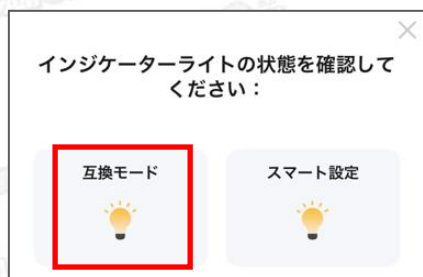 インジケーターライトの状態を確認して
ください：
互換モード
スマート設定